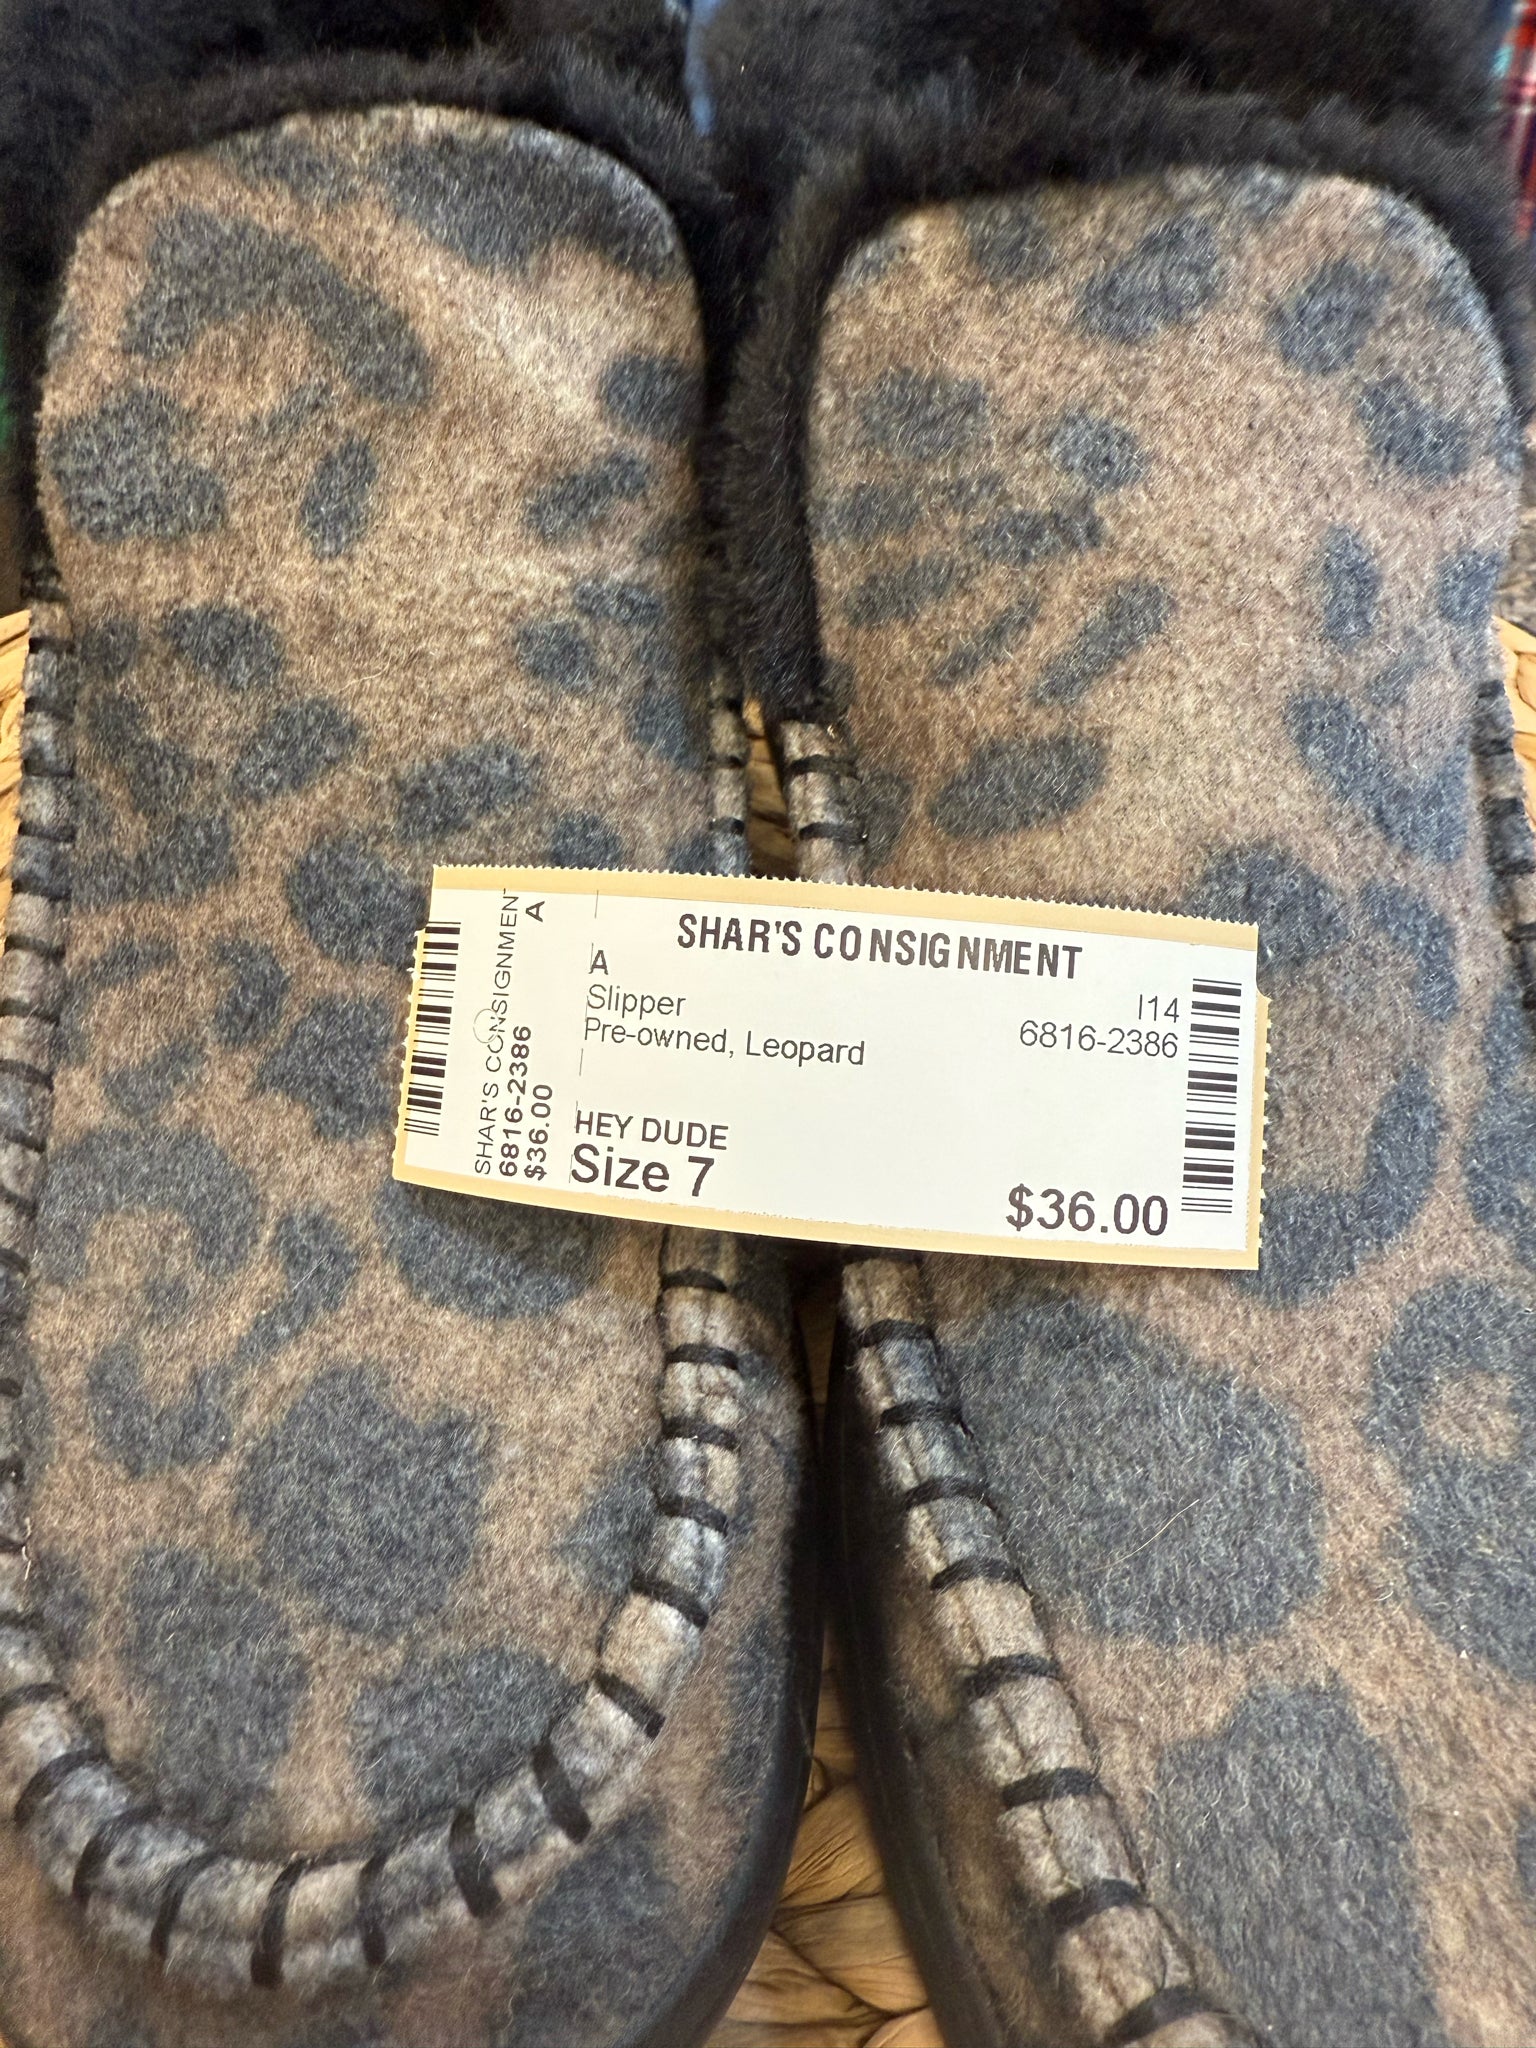 SHAR'S CONSIGNMENT
A
6816-2386
$36.00
SHAR'S CONSIGNMENT
A
Slipper
I14
Pre-owned, Leopard
6816-2386
HEY DUDE
Size 7
$36.00